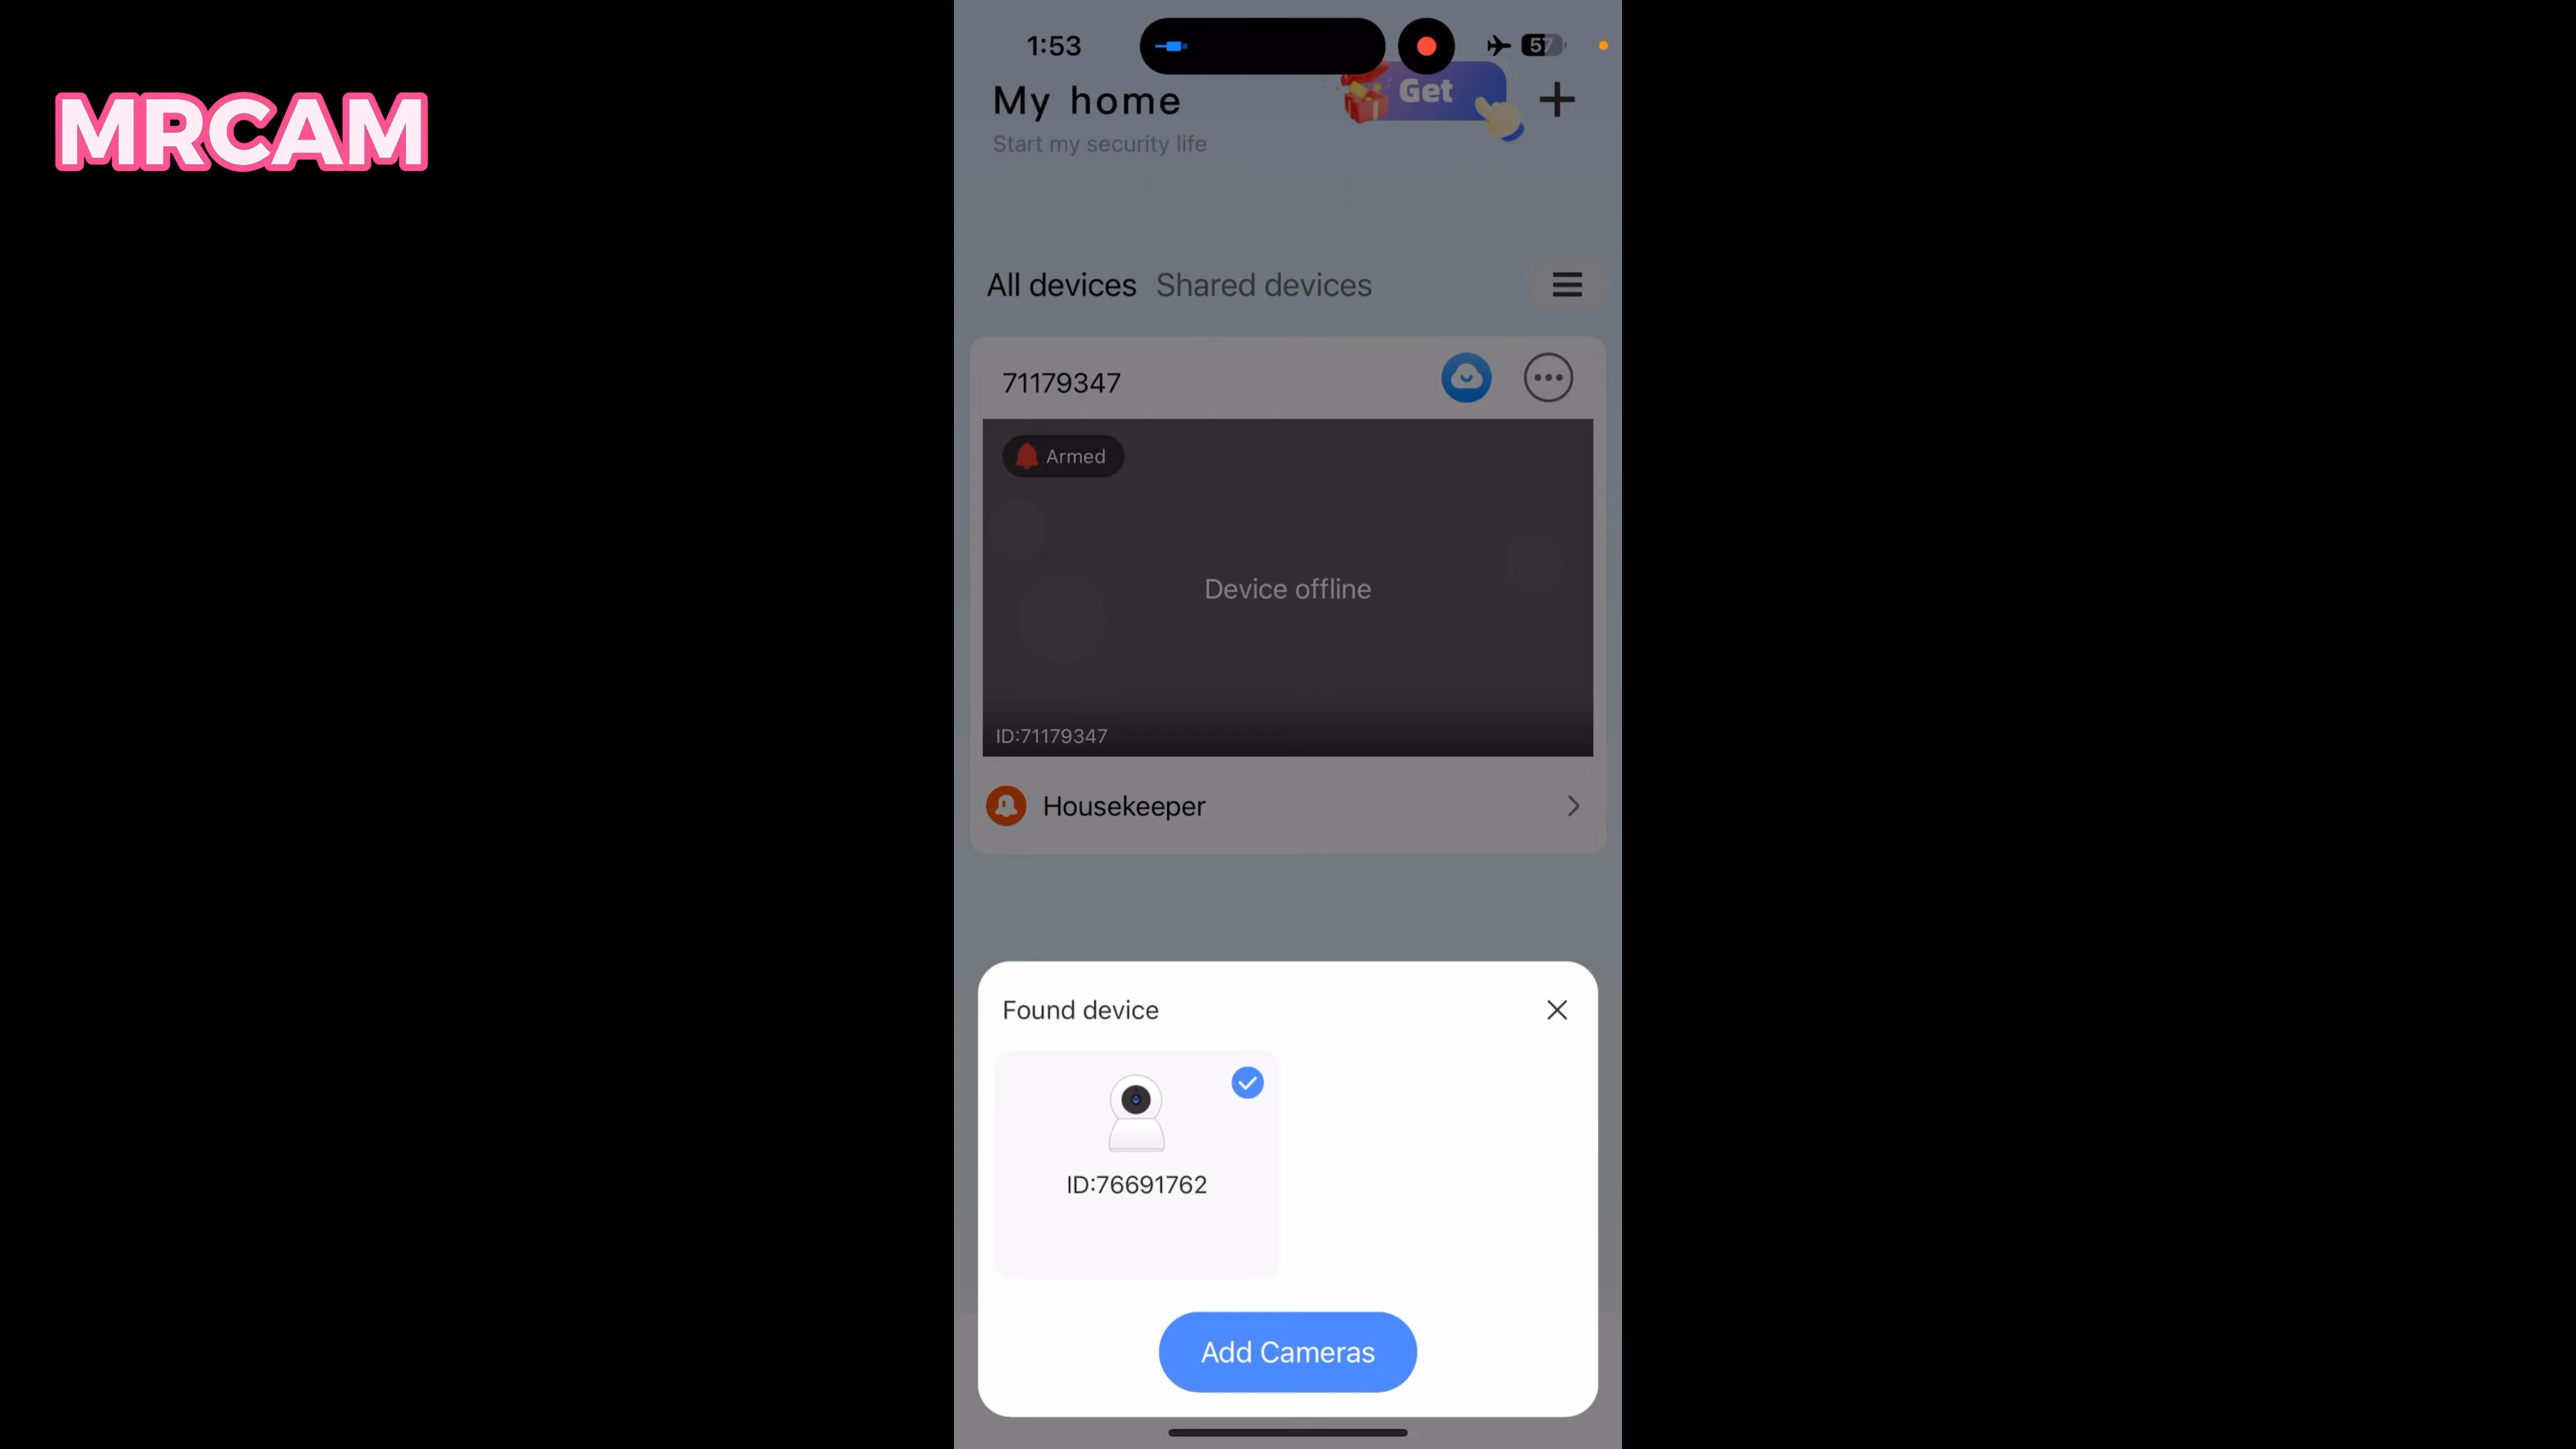 MRCAM
1:53
57
My home
Get
Start my security life
All devices Shared devices
71179347
Armed
Device offline
ID:71179347
Housekeeper
Found device
ID:76691762
Add Cameras